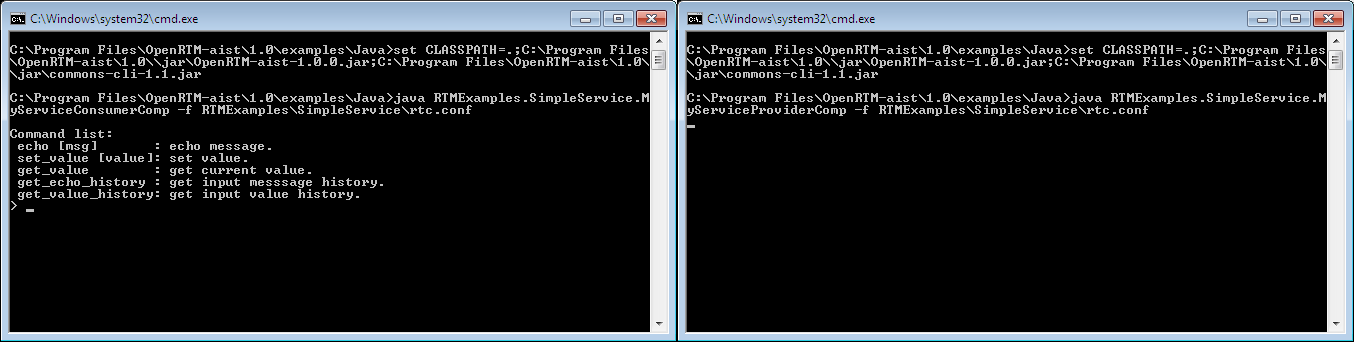 C:\Windows\system32\cmd.exe
C:\Program Files\OpenRTM-aist\1.0\examples\Java>set CLASSPATH=.;C:\Program Files
\OpenRTM-aist\1.0\\jar\OpenRTM-aist-1.0.0.jar;C:\Program Files\OpenRTM-aist\1.0\
\jar\commons-cli-1.1.jar
C:\Program Files\OpenRTM-aist\1.0\examples\Java>java RTMExamples.SimpleService.M
yServiceConsumerComp -f RTMExamples\SimpleService\rtc.conf
Command list:
echo [msg]       : echo message.
set_value [value]: set value.
get_value        : get current value.
get_echo_history : get input messsage history.
get_value_history: get input value history.
> _
C:\Windows\system32\cmd.exe
C:\Program Files\OpenRTM-aist\1.0\examples\Java>set CLASSPATH=.;C:\Program Files
\OpenRTM-aist\1.0\\jar\OpenRTM-aist-1.0.0.jar;C:\Program Files\OpenRTM-aist\1.0\
\jar\commons-cli-1.1.jar
C:\Program Files\OpenRTM-aist\1.0\examples\Java>java RTMExamples.SimpleService.M
yServiceProviderComp -f RTMExamples\SimpleService\rtc.conf
_